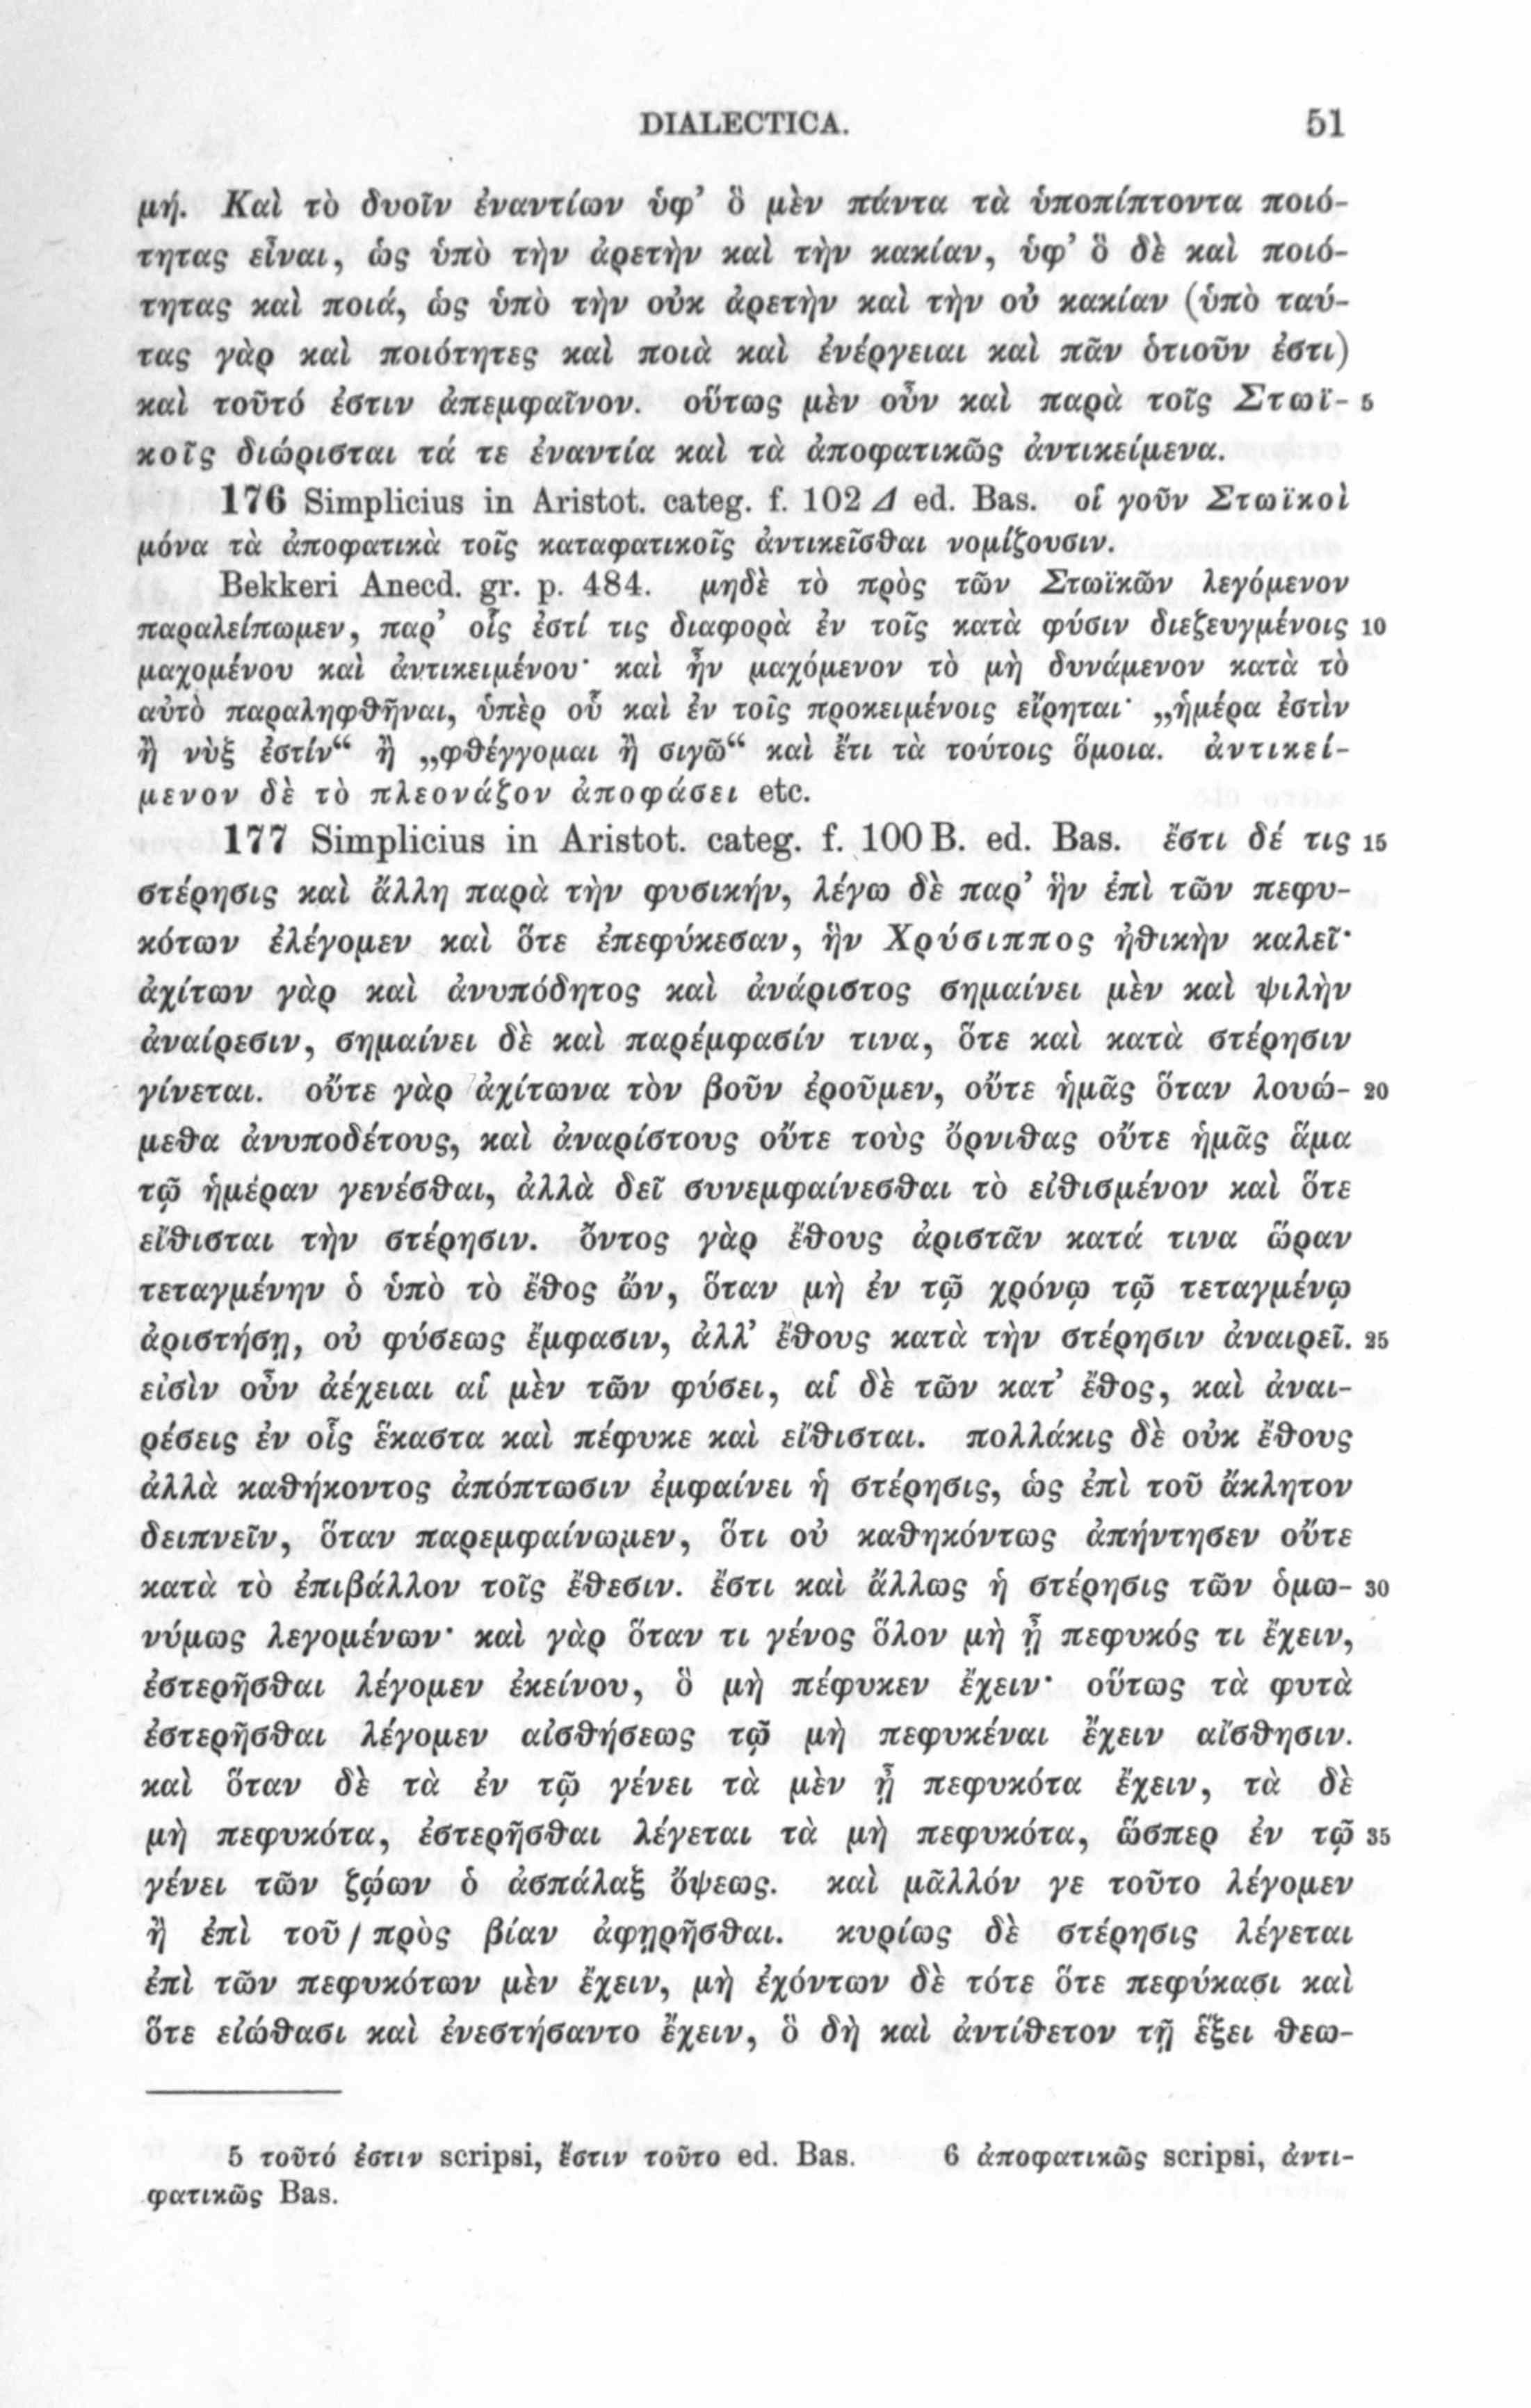 DIALECTICA. 51
μή. Καὶ τὸ δυοῖν ἐναντίων ὑφ’ ὃ μὲν πάντα τὰ ὑποπίπτοντα ποιό-
τητας εἶναι, ὡς ὑπὸ τὴν ἀρετὴν καὶ τὴν κακίαν, ὑφ’ ὃ δὲ καὶ ποιό-
τητας καὶ ποιά, ὡς ὑπὸ τὴν οὐκ ἀρετὴν καὶ τὴν οὐ κακίαν (ὑπὸ ταύ-
τας γὰρ καὶ ποιότητες καὶ ποιὰ καὶ ἐνέργειαι καὶ πᾶν ὁτιοῦν ἐστι)
καὶ τοῦτό ἐστιν ἀπεμφαῖνον. οὕτως μὲν οὖν καὶ παρὰ τοῖς Στωϊ- 5
κοῖς διώρισται τά τε ἐναντία καὶ τὰ ἀποφατικῶς ἀντικείμενα.
176 Simplicius in Aristot. categ. f. 102 Δ ed. Bas. οἱ γοῦν Στωϊκοὶ
μόνα τὰ ἀποφατικὰ τοῖς καταφατικοῖς ἀντικεῖσθαι νομίζουσιν.
Bekkeri Anecd. gr. p. 484. μηδὲ τὸ πρὸς τῶν Στωϊκῶν λεγόμενον
παραλείπωμεν, παρ’ οἷς ἐστί τις διαφορὰ ἐν τοῖς κατὰ φύσιν διεζευγμένοις 10
μαχομένου καὶ ἀντικειμένου· καὶ ἦν μαχόμενον τὸ μὴ δυνάμενον κατὰ τὸ
αὐτὸ παραληφθῆναι, ὑπὲρ οὗ καὶ ἐν τοῖς προκειμένοις εἴρηται· „ἡμέρα ἐστὶν
ἢ νὺξ ἐστίν“ ἢ „φθέγγομαι ἢ σιγῶ“ καὶ ἔτι τὰ τούτοις ὅμοια. ἀντικεί-
μενον δὲ τὸ πλεονάζον ἀποφάσει etc.
177 Simplicius in Aristot. categ. f. 100 B. ed. Bas. ἔστι δέ τις 15
στέρησις καὶ ἄλλη παρὰ τὴν φυσικήν, λέγω δὲ παρ’ ἣν ἐπὶ τῶν πεφυ-
κότων ἐλέγομεν καὶ ὅτε ἐπεφύκεσαν, ἣν Χρύσιππος ἠθικὴν καλεῖ·
ἀχίτων γὰρ καὶ ἀνυπόδητος καὶ ἀνάριστος σημαίνει μὲν καὶ ψιλὴν
ἀναίρεσιν, σημαίνει δὲ καὶ παρέμφασίν τινα, ὅτε καὶ κατὰ στέρησιν
γίνεται. οὔτε γὰρ ἀχίτωνα τὸν βοῦν ἐροῦμεν, οὔτε ἡμᾶς ὅταν λουώ- 20
μεθα ἀνυποδέτους, καὶ ἀναρίστους οὔτε τοὺς ὄρνιθας οὔτε ἡμᾶς ἅμα
τῷ ἡμέραν γενέσθαι, ἀλλὰ δεῖ συνεμφαίνεσθαι τὸ εἰθισμένον καὶ ὅτε
εἴθισται τὴν στέρησιν. ὄντος γὰρ ἔθους ἀριστᾶν κατά τινα ὥραν
τεταγμένην ὁ ὑπὸ τὸ ἔθος ὤν, ὅταν μὴ ἐν τῷ χρόνῳ τῷ τεταγμένῳ
ἀριστήσῃ, οὐ φύσεως ἔμφασιν, ἀλλ’ ἔθους κατὰ τὴν στέρησιν ἀναιρεῖ. 25
εἰσὶν οὖν ἀέχειαι αἱ μὲν τῶν φύσει, αἱ δὲ τῶν κατ’ ἔθος, καὶ ἀναι-
ρέσεις ἐν οἷς ἕκαστα καὶ πέφυκε καὶ εἴθισται. πολλάκις δὲ οὐκ ἔθους
ἀλλὰ καθήκοντος ἀπόπτωσιν ἐμφαίνει ἡ στέρησις, ὡς ἐπὶ τοῦ ἄκλητον
δειπνεῖν, ὅταν παρεμφαίνωμεν, ὅτι οὐ καθηκόντως ἀπήντησεν οὔτε
κατὰ τὸ ἐπιβάλλον τοῖς ἔθεσιν. ἔστι καὶ ἄλλως ἡ στέρησις τῶν ὁμω- 30
νύμως λεγομένων· καὶ γὰρ ὅταν τι γένος ὅλον μὴ ᾖ πεφυκός τι ἔχειν,
ἐστερῆσθαι λέγομεν ἐκείνου, ὃ μὴ πέφυκεν ἔχειν· οὕτως τὰ φυτὰ
ἐστερῆσθαι λέγομεν αἰσθήσεως τῷ μὴ πεφυκέναι ἔχειν αἴσθησιν.
καὶ ὅταν δὲ τὰ ἐν τῷ γένει τὰ μὲν ᾖ πεφυκότα ἔχειν, τὰ δὲ
μὴ πεφυκότα, ἐστερῆσθαι λέγεται τὰ μὴ πεφυκότα, ὥσπερ ἐν τῷ 35
γένει τῶν ζῴων ὁ ἀσπάλαξ ὄψεως. καὶ μᾶλλόν γε τοῦτο λέγομεν
ἢ ἐπὶ τοῦ / πρὸς βίαν ἀφῃρῆσθαι. κυρίως δὲ στέρησις λέγεται
ἐπὶ τῶν πεφυκότων μὲν ἔχειν, μὴ ἐχόντων δὲ τότε ὅτε πεφύκασι καὶ
ὅτε εἰώθασι καὶ ἐνεστήσαντο ἔχειν, ὃ δὴ καὶ ἀντίθετον τῇ ἕξει θεω-
5 τοῦτό ἐστιν scripsi, ἔστιν τοῦτο ed. Bas. 6 ἀποφατικῶς scripsi, ἀντι-
φατικῶς Bas.